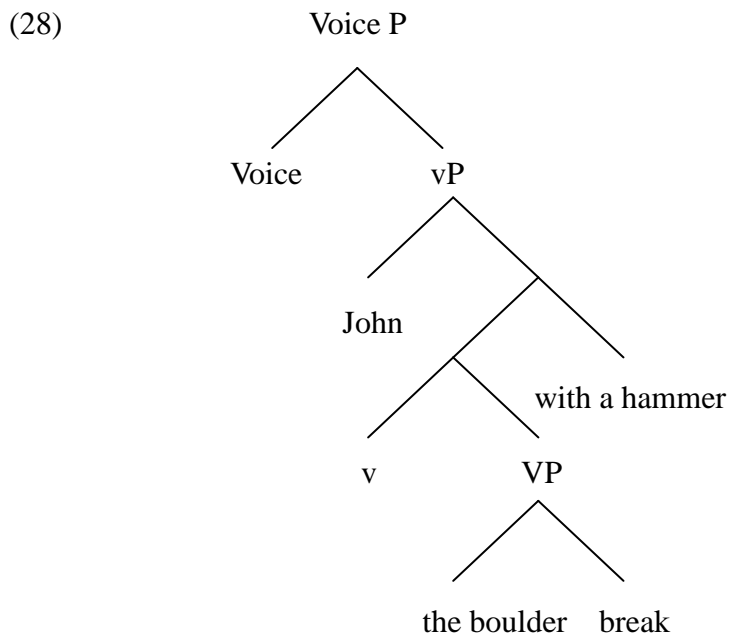 (28) Voice P
Voice vP
John
with a hammer
v VP
the boulder break